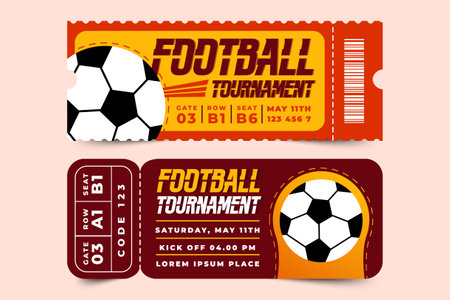 FOOTBALL
TOURNAMENT
GATE ROW SEAT MAY 11TH
03 B1 B6 123 456 7
GATE ROW SEAT
03 A1 B1
CODE 123
FOOTBALL
TOURNAMENT
SATURDAY, MAY 11TH
KICK OFF 04.00 PM
LOREM IPSUM PLACE